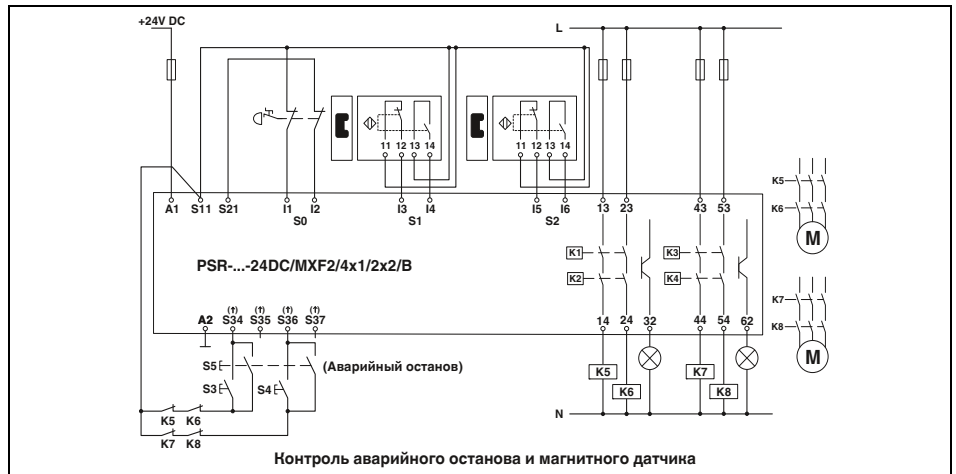 +24V DC
L
11 12 13 14
11 12 13 14
A1 S11 S21 I1 I2 I3 I4 I5 I6 13 23 43 53
S0 S1 S2
K5
K6
M
K1
K2
K3
K4
PSR-...-24DC/MXF2/4x1/2x2/B
K7
K8
M
(†) (†) (†) (†)
A2 S34 S35 S36 S37
14 24 32 44 54 62
S5
(Аварийный останов)
S3
S4
K5
K6
K7
K8
K5 K6
K7 K8
N
Контроль аварийного останова и магнитного датчика